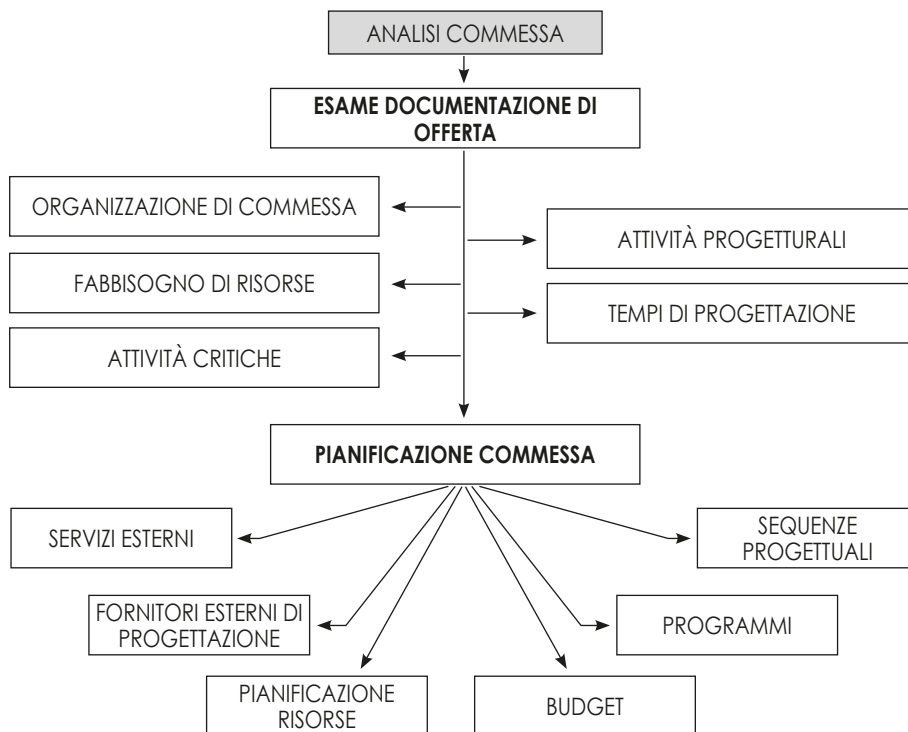 ANALISI COMMESSA
ESAME DOCUMENTAZIONE DI
OFFERTA
ORGANIZZAZIONE DI COMMESSA
ATTIVITÀ PROGETTURALI
FABBISOGNO DI RISORSE
TEMPI DI PROGETTAZIONE
ATTIVITÀ CRITICHE
PIANIFICAZIONE COMMESSA
SERVIZI ESTERNI
SEQUENZE
PROGETTUALI
FORNITORI ESTERNI DI
PROGETTAZIONE
PROGRAMMI
PIANIFICAZIONE
RISORSE
BUDGET